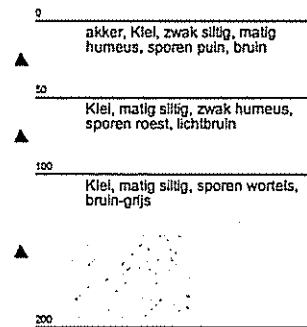 0
akker, Klei, zwak siltig, matig
humeus, sporen puin, bruin
50
Klei, matig siltig, zwak humeus,
sporen roest, lichtbruin
100
Klei, matig siltig, sporen wortels,
bruin-grijs
200